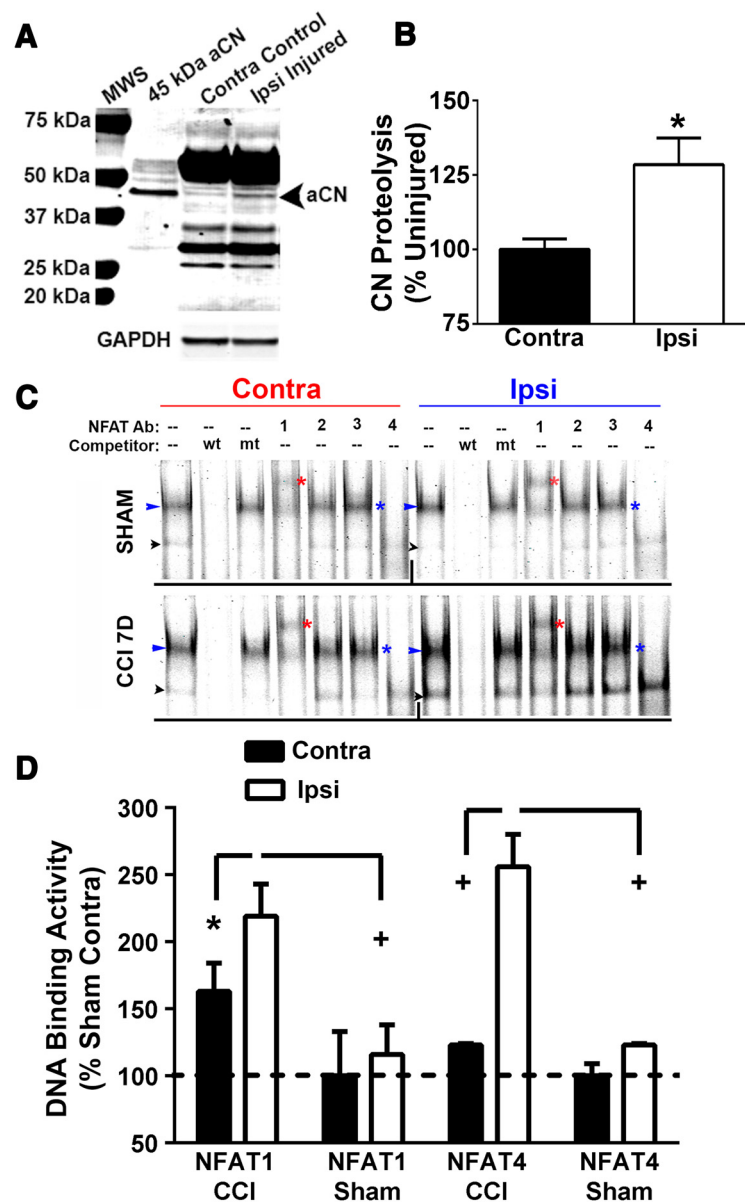 A
MWS
45 kDa aCN
Contra Control
Ipsi Injured
75 kDa
50 kDa
37 kDa
25 kDa
20 kDa
aCN
GAPDH
B
CN Proteolysis
(% Uninjured)
150
125
100
75
*
Contra
Ipsi
C
Contra
Ipsi
NFAT Ab: -- -- -- 1 2 3 4 -- -- -- 1 2 3 4
Competitor: -- wt mt -- -- -- -- -- wt mt -- -- -- --
SHAM
* * * *
CCI 7D
* * * *
D
Contra
Ipsi
DNA Binding Activity
(% Sham Contra)
300
250
200
150
100
50
* + + +
NFAT1 NFAT1 NFAT4 NFAT4
CCI Sham CCI Sham